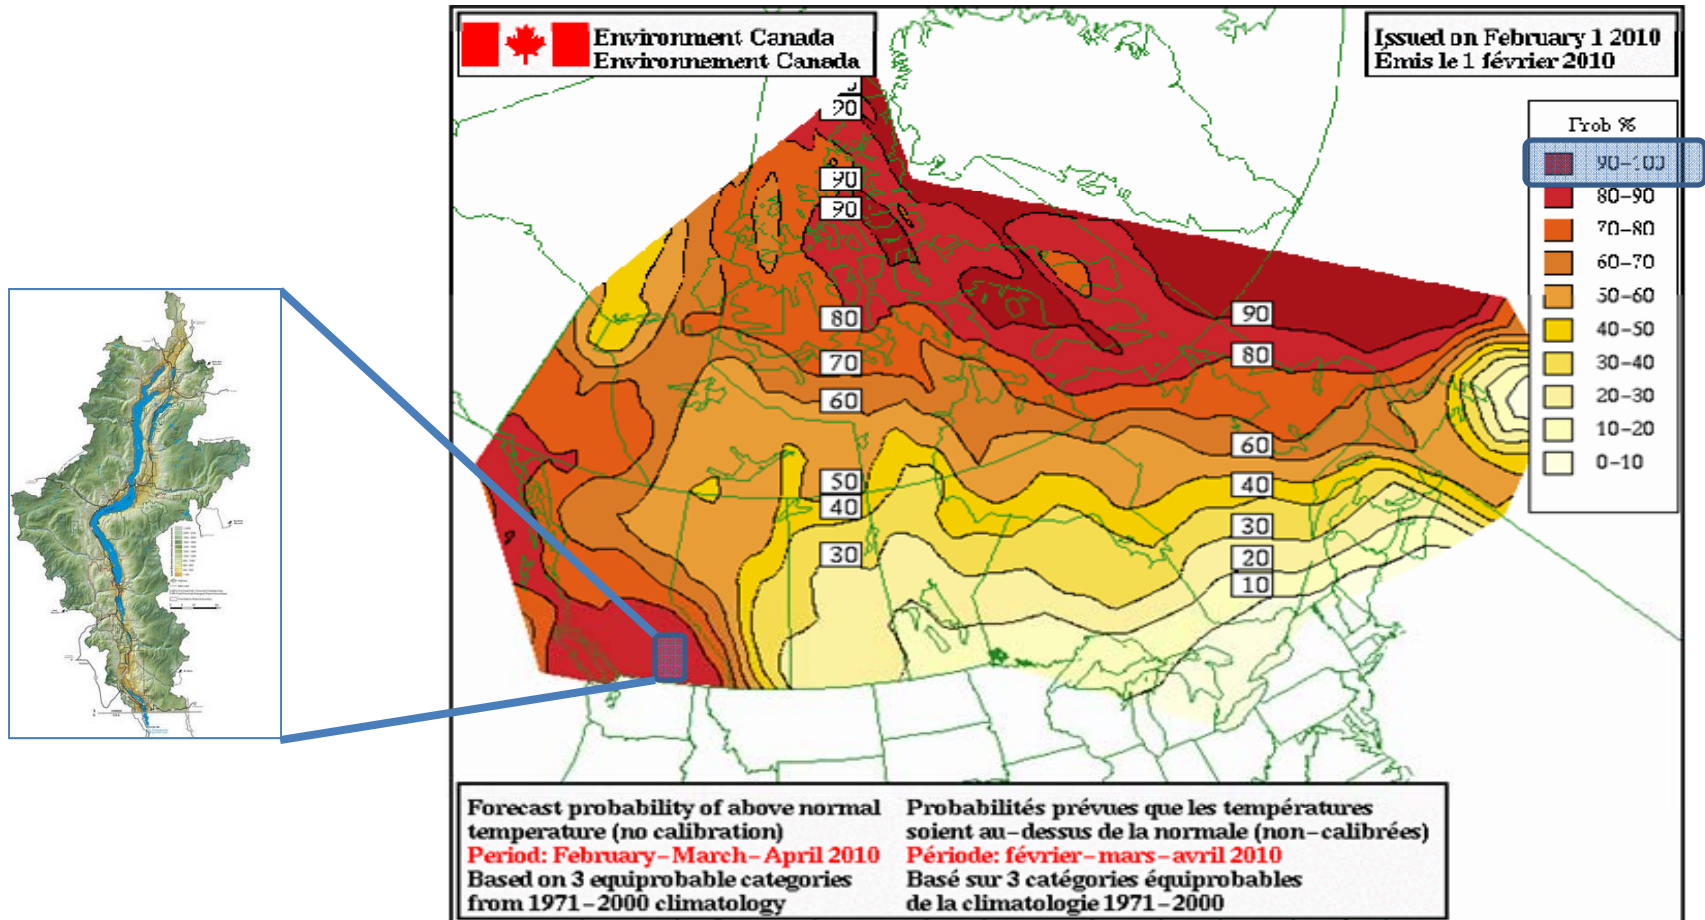 Environment Canada
Environnement Canada
Issued on February 1 2010
Émis le 1 février 2010
Prob %
90-100
80-90
70-80
60-70
50-60
40-50
30-40
20-30
10-20
0-10
90
90
90
80
70
60
50
40
30
90
80
60
40
30
20
10
Forecast probability of above normal
temperature (no calibration)
Period: February-March-April 2010
Based on 3 equiprobable categories
from 1971-2000 climatology
Probabilités prévues que les températures
soient au-dessus de la normale (non-calibrées)
Période: février-mars-avril 2010
Basé sur 3 catégories équiprobables
de la climatologie 1971-2000